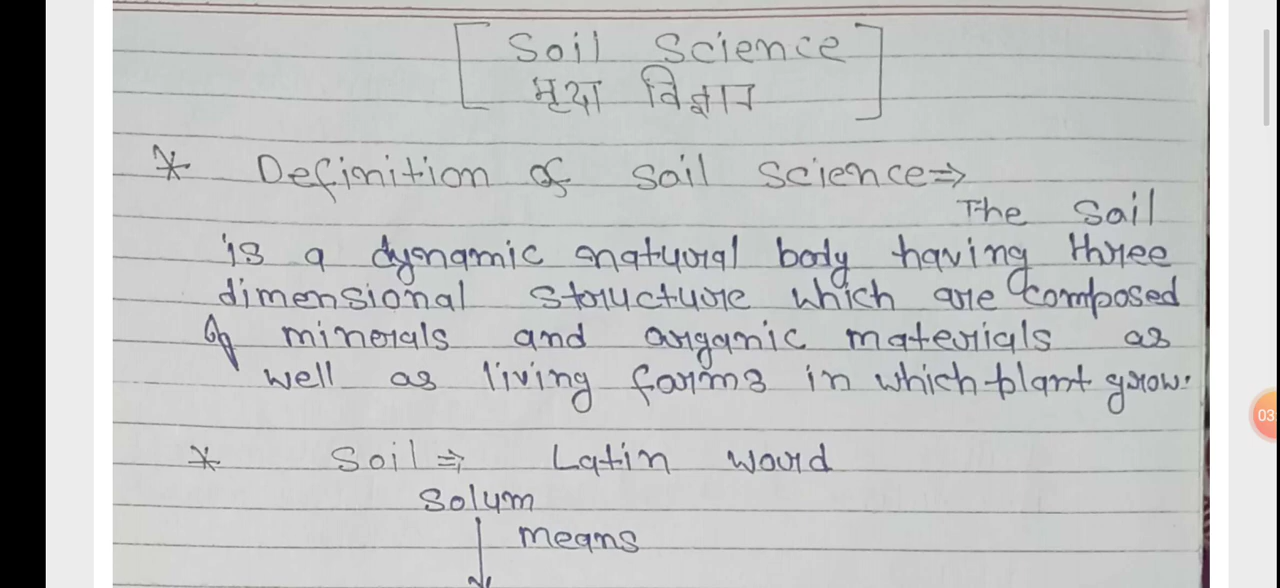 Soil Science
मृदा विज्ञान
* Definition of soil science ⇒
The Soil
is a dynamic natural body having three
dimensional structure which are composed
of minerals and organic materials as
well as living forms in which plant grow.
* Soil ⇒ Latin word
Solum
↓ means
03